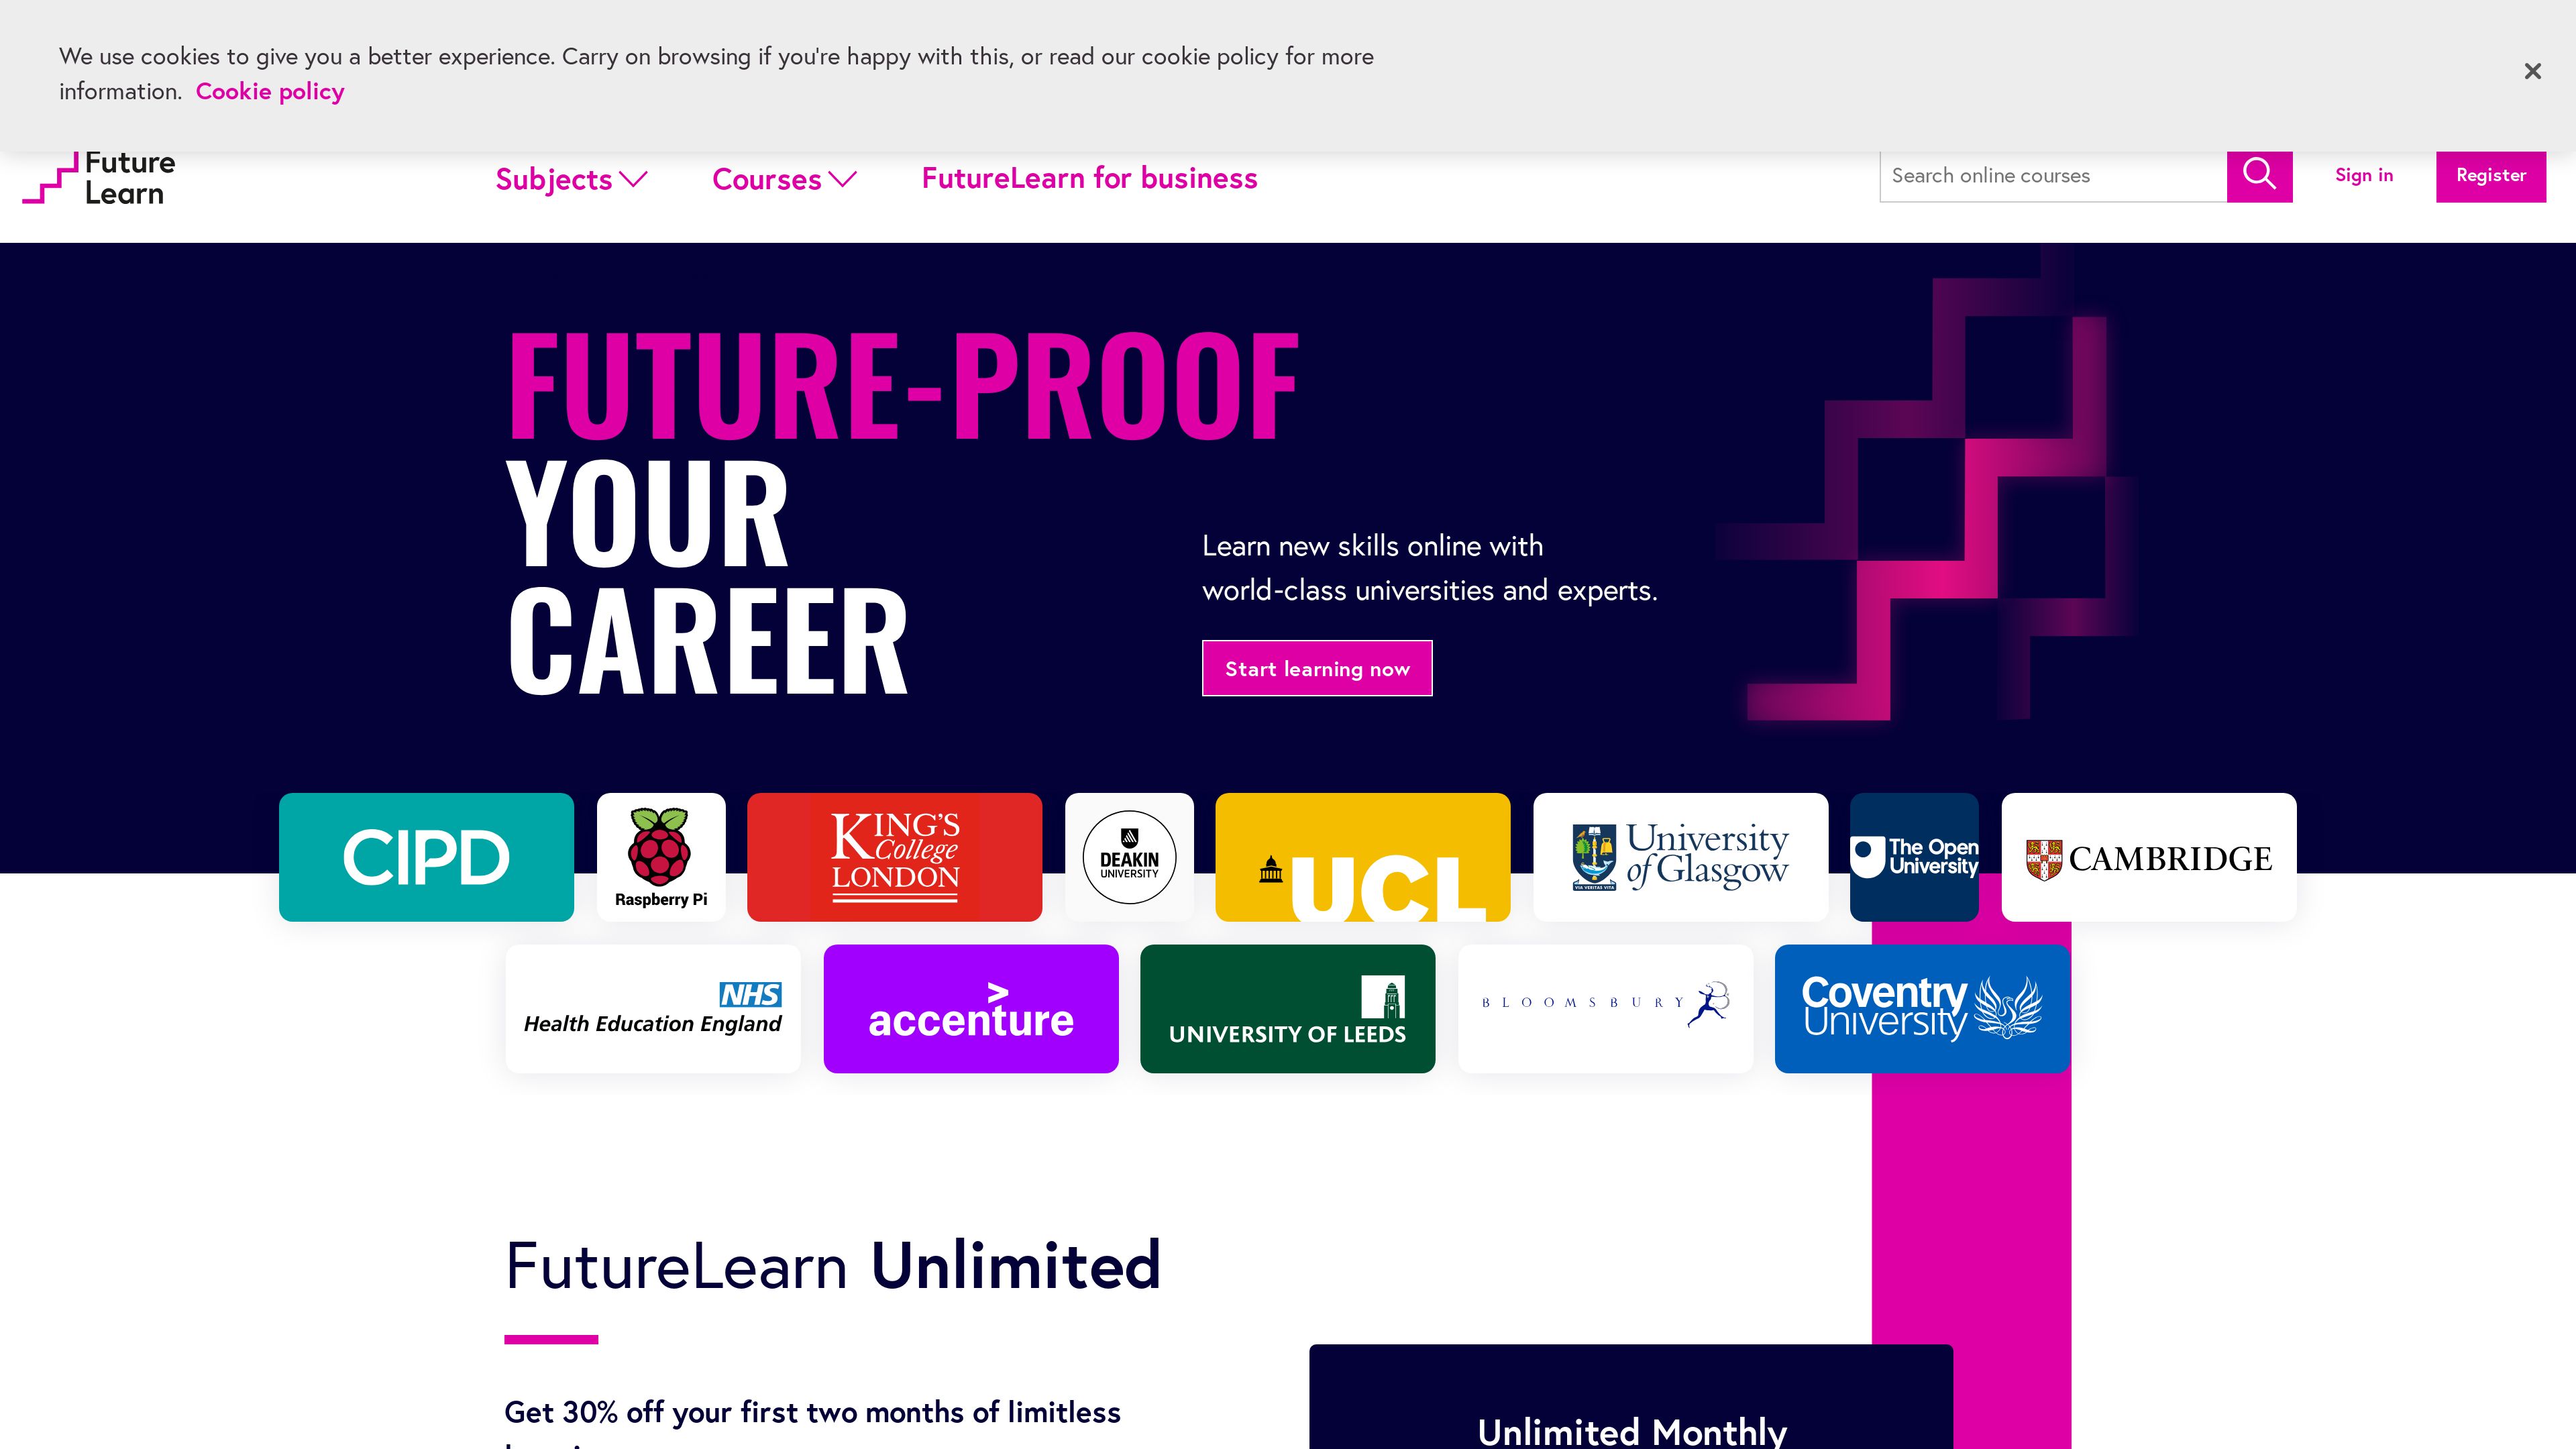 We use cookies to give you a better experience. Carry on browsing if you're happy with this, or read our cookie policy for more
information. Cookie policy
Future
Learn
Subjects
Courses
FutureLearn for business
Search online courses
Sign in
Register
FUTURE-PROOF
YOUR
CAREER
Learn new skills online with
world-class universities and experts.
Start learning now
CIPD
Raspberry Pi
KING'S
College
LONDON
DEAKIN
UNIVERSITY
UCL
University
of Glasgow
VIA VERITAS VITA
The Open
University
CAMBRIDGE
NHS
Health Education England
>
accenture
UNIVERSITY OF LEEDS
BLOOMSBURY
Coventry
University
FutureLearn Unlimited
Get 30% off your first two months of limitless
Unlimited Monthly